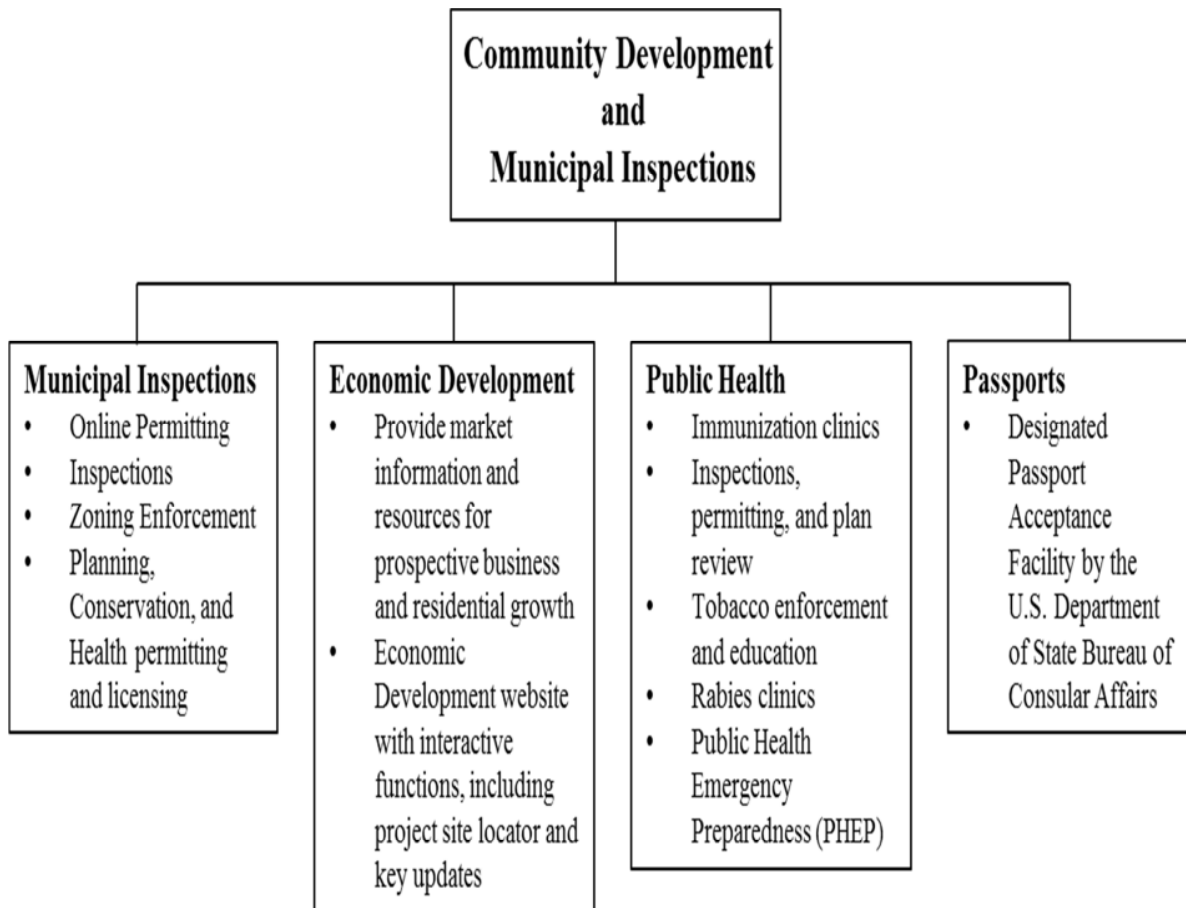 Community Development
and
Municipal Inspections
Municipal Inspections
• Online Permitting
• Inspections
• Zoning Enforcement
• Planning,
Conservation, and
Health permitting
and licensing
Economic Development
• Provide market
information and
resources for
prospective business
and residential growth
• Economic
Development website
with interactive
functions, including
project site locator and
key updates
Public Health
• Immunization clinics
• Inspections,
permitting, and plan
review
• Tobacco enforcement
and education
• Rabies clinics
• Public Health
Emergency
Preparedness (PHEP)
Passports
• Designated
Passport
Acceptance
Facility by the
U.S. Department
of State Bureau of
Consular Affairs